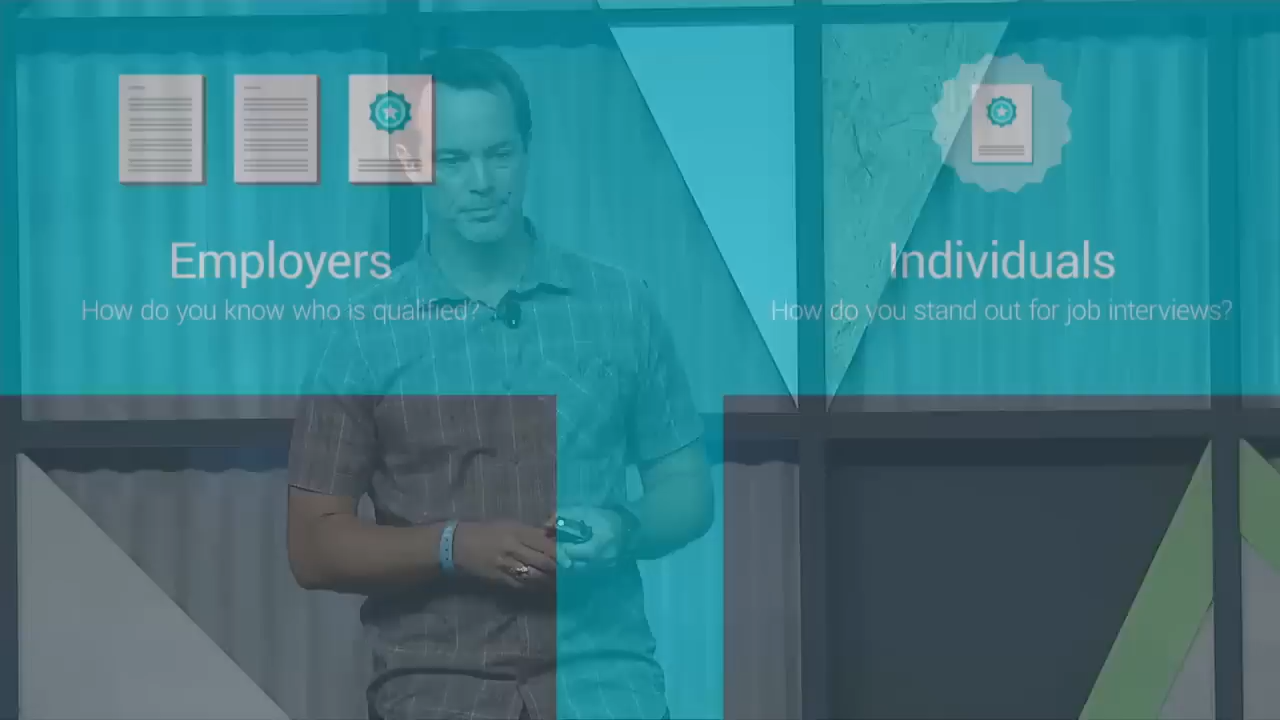 Employers
How do you know who is qualified?
Individuals
How do you stand out for job interviews?